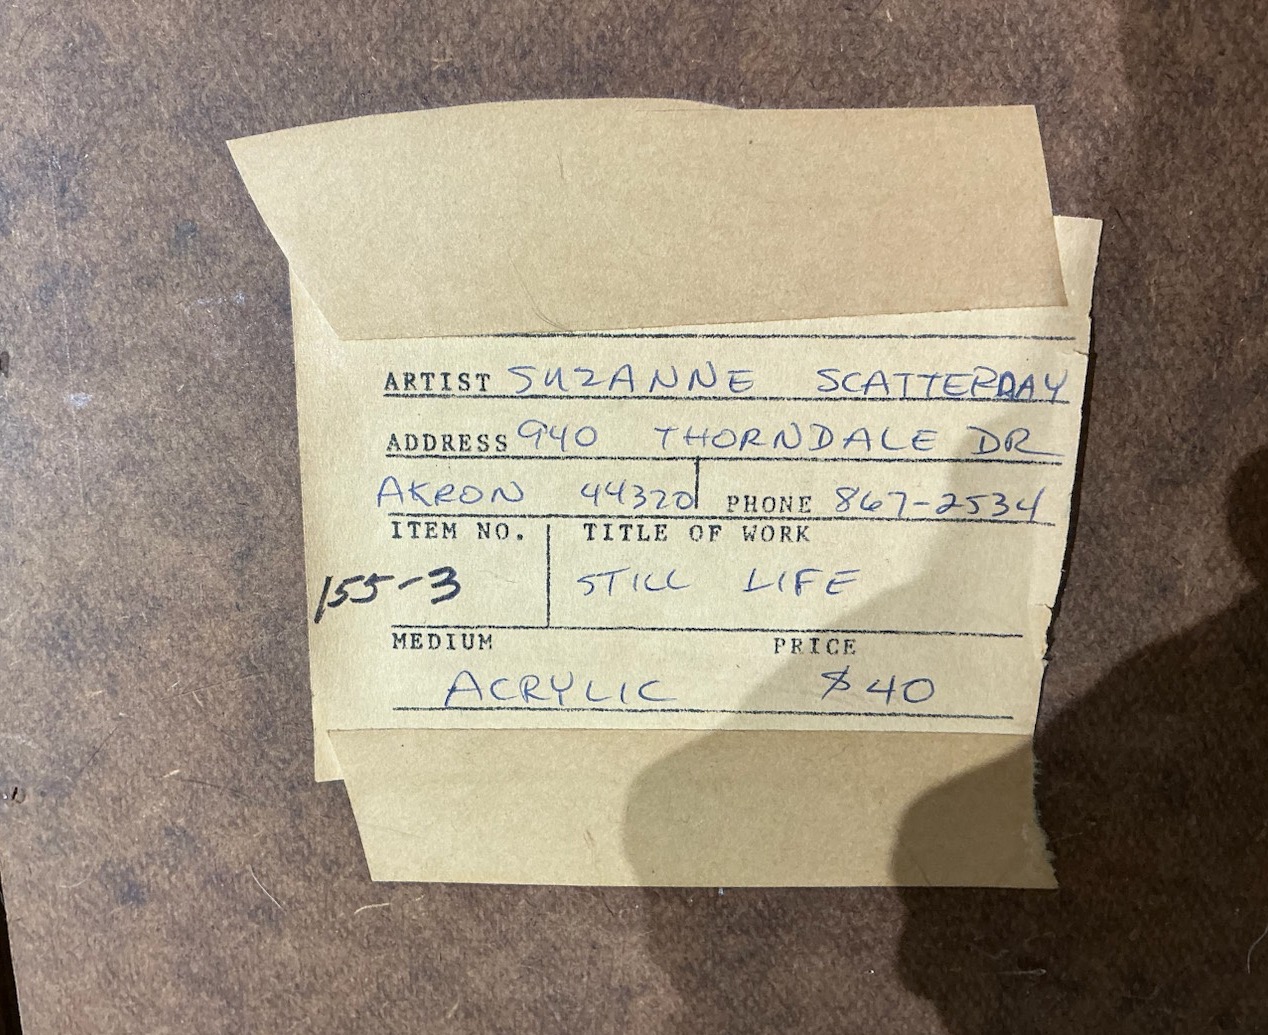 ARTIST SUZANNE SCATTERDAY
ADDRESS 940 THORNDALE DR
AKRON 44320 PHONE 867-2534
ITEM NO. TITLE OF WORK
155-3 STILL LIFE
MEDIUM PRICE
ACRYLIC $40